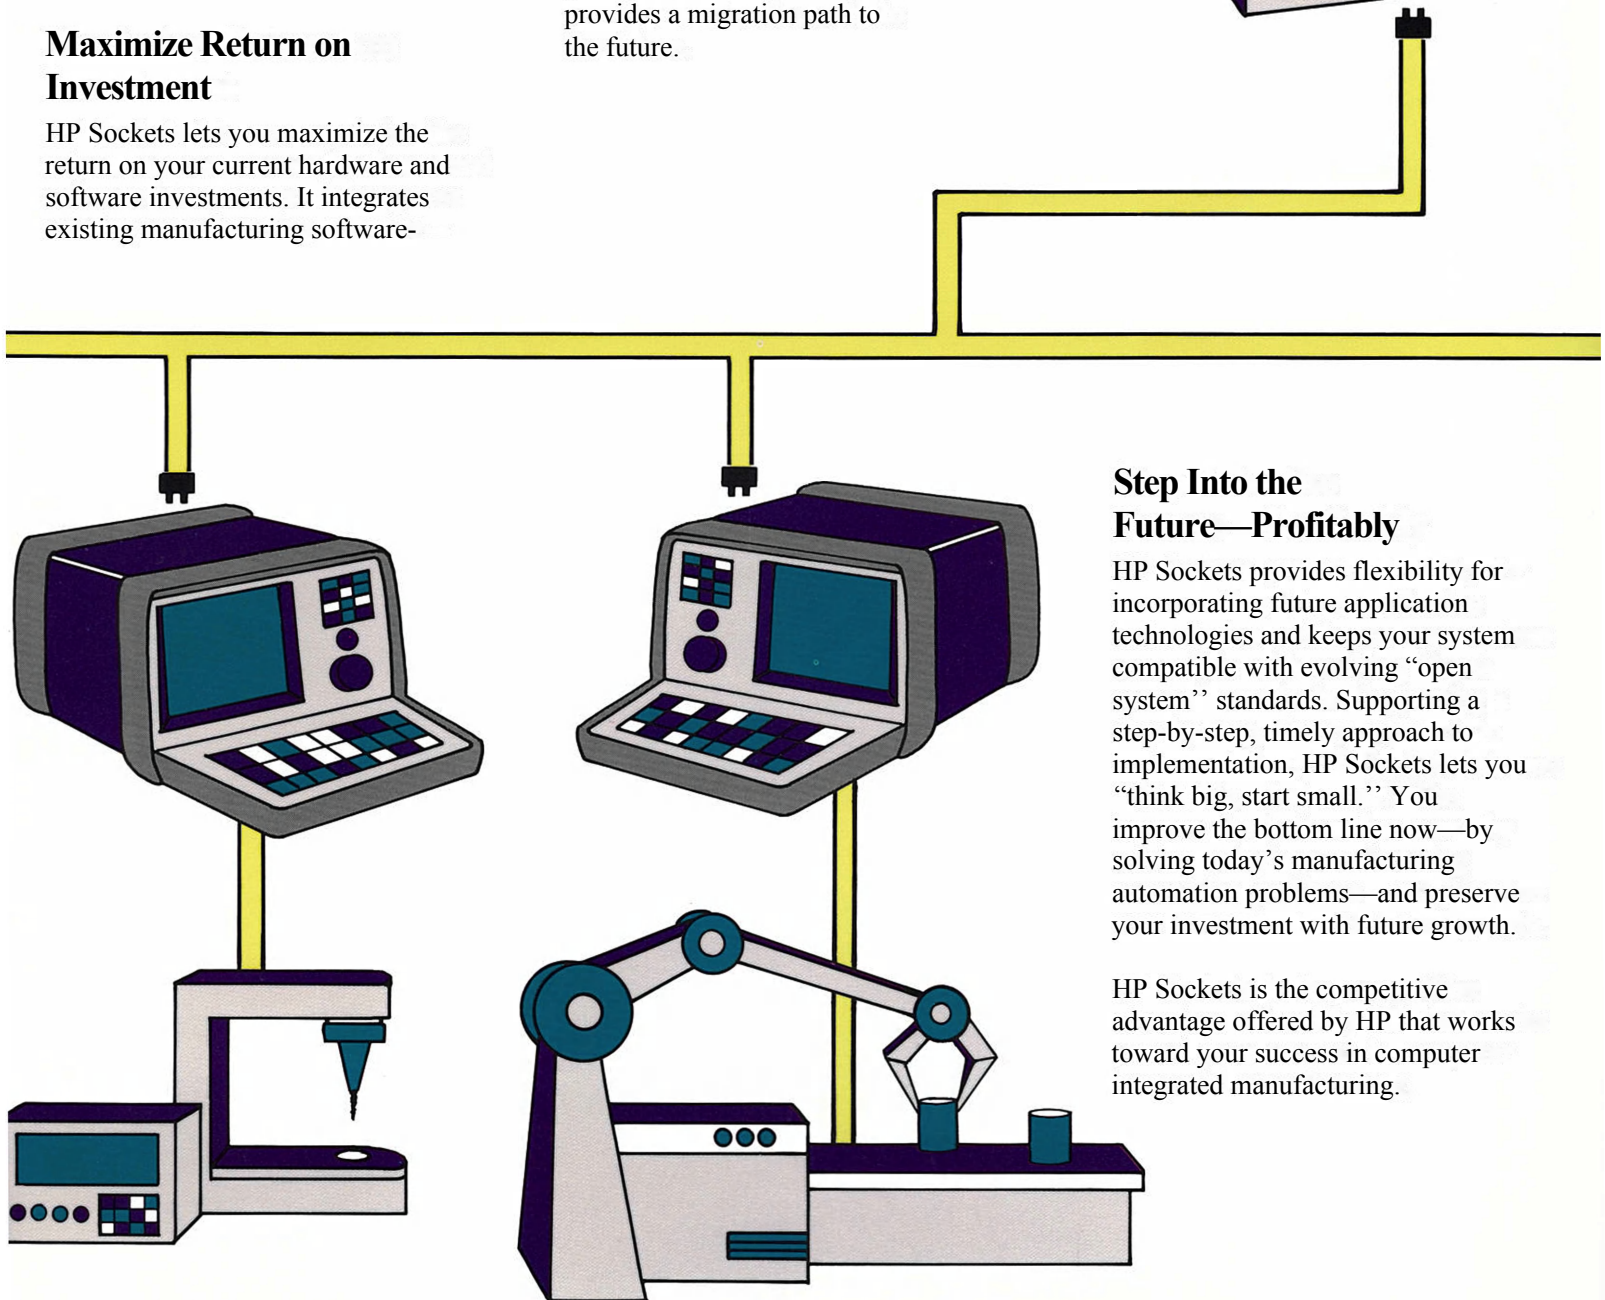 Maximize Return on
Investment
HP Sockets lets you maximize the
return on your current hardware and
software investments. It integrates
existing manufacturing software-
provides a migration path to
the future.
Step Into the
Future—Profitably
HP Sockets provides flexibility for
incorporating future application
technologies and keeps your system
compatible with evolving “open
system’’ standards. Supporting a
step-by-step, timely approach to
implementation, HP Sockets lets you
“think big, start small.’’ You
improve the bottom line now—by
solving today’s manufacturing
automation problems—and preserve
your investment with future growth.
HP Sockets is the competitive
advantage offered by HP that works
toward your success in computer
integrated manufacturing.